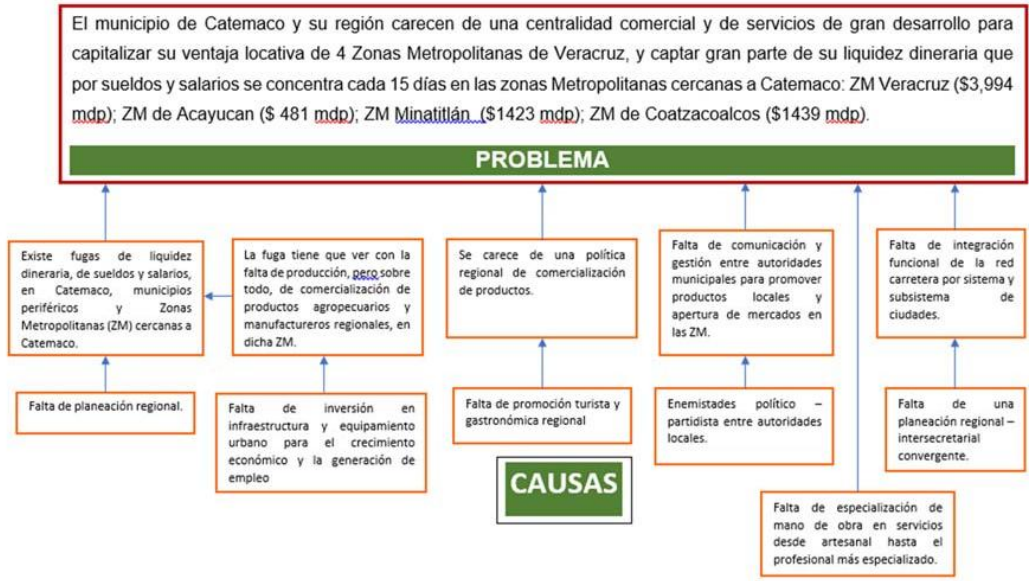 El municipio de Catemaco y su región carecen de una centralidad comercial y de servicios de gran desarrollo para
capitalizar su ventaja locativa de 4 Zonas Metropolitanas de Veracruz, y captar gran parte de su liquidez dineraria que
por sueldos y salarios se concentra cada 15 días en las zonas Metropolitanas cercanas a Catemaco: ZM Veracruz ($3,994
mdp); ZM de Acayucan ($ 481 mdp); ZM Minatitlán ($1423 mdp); ZM de Coatzacoalcos ($1439 mdp).
PROBLEMA
Existe fugas de liquidez
dineraria, de sueldos y salarios,
en Catemaco, municipios
periféricos y Zonas
Metropolitanas (ZM) cercanas a
Catemaco.
La fuga tiene que ver con la
falta de producción, pero sobre
todo, de comercialización de
productos agropecuarios y
manufactureros regionales, en
dicha ZM.
Se carece de una política
regional de comercialización
de productos.
Falta de comunicación y
gestión entre autoridades
municipales para promover
productos locales y
apertura de mercados en
las ZM.
Falta de integración
funcional de la red
carretera por sistema y
subsistema de
ciudades.
Falta de planeación regional.
Falta de inversión en
infraestructura y equipamiento
urbano para el crecimiento
económico y la generación de
empleo
Falta de promoción turista y
gastronómica regional
Enemistades político –
partidista entre autoridades
locales.
Falta de una
planeación regional –
intersecretarial
convergente.
CAUSAS
Falta de especialización de
mano de obra en servicios
desde artesanal hasta el
profesional más especializado.